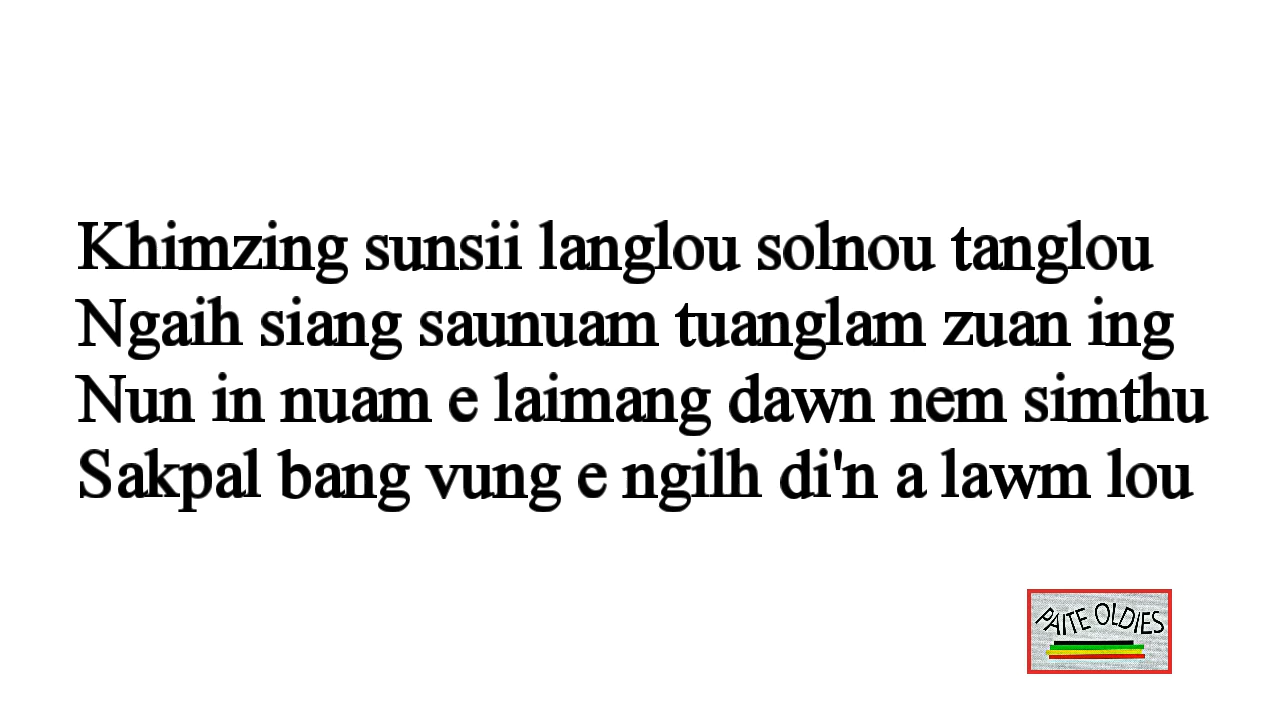 Khimzing sunsii langlou solnou tanglou
Ngaih siang saunuam tuanglam zuan ing
Nun in nuam e laimang dawn nem simthu
Sakpal bang vung e ngilh di'n a lawm lou
PAITE OLDIES